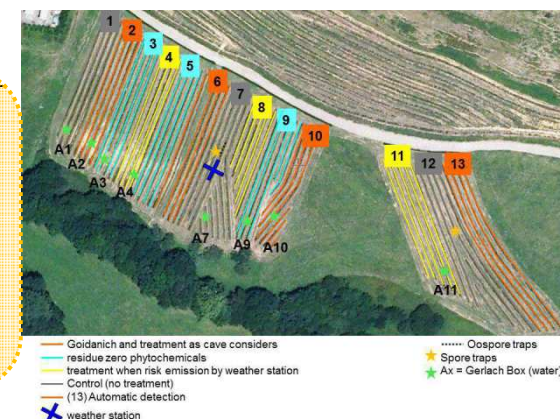 1
2
3
4
5
6
7
8
9
10
11
12
13
A1
A2
A3
A4
A7
A9
A10
A11
Goidanich and treatment as cave considers
residue zero phytochemicals
treatment when risk emission by weather station
Control (no treatment)
(13) Automatic detection
weather station
Oospore traps
Spore traps
Ax = Gerlach Box (water)